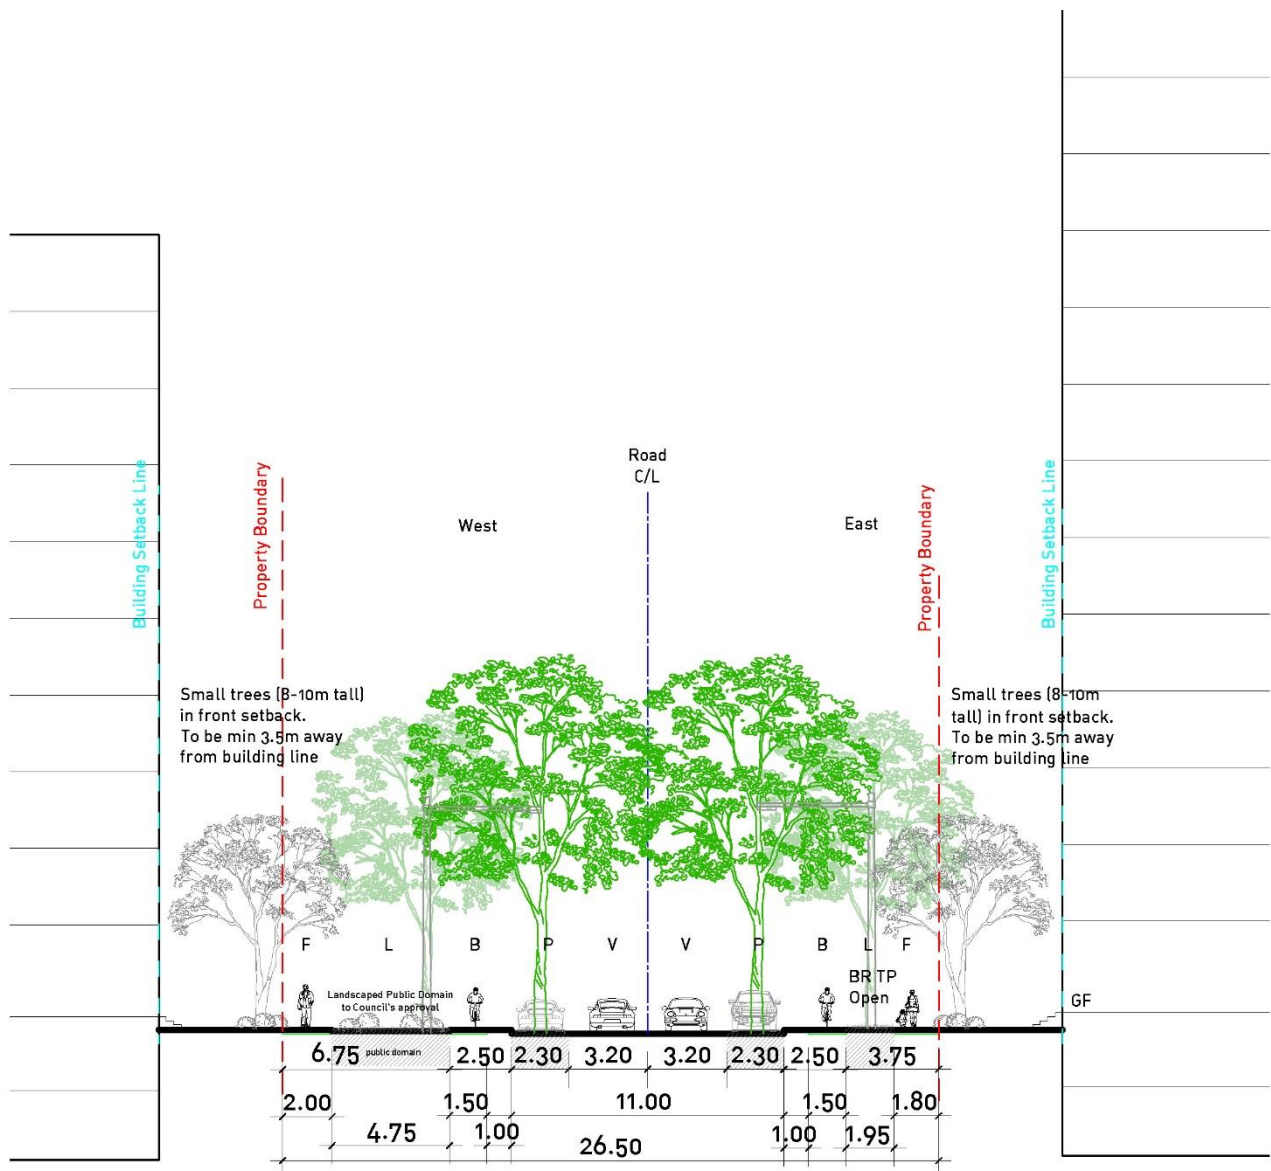 Road
C/L
West
East
Building Setback Line
Property Boundary
Property Boundary
Building Setback Line
Small trees (8-10m tall)
in front setback.
To be min 3.5m away
from building line
Small trees (8-10m
tall) in front setback.
To be min 3.5m away
from building line
F L B P V V P B L F
BR TP
Open
Landscaped Public Domain
to Council's approval
GF
6.75 public domain 2.50 2.30 3.20 3.20 2.30 2.50 3.75
2.00 1.50 11.00 1.50 1.80
4.75 1.00 26.50 1.00 1.95